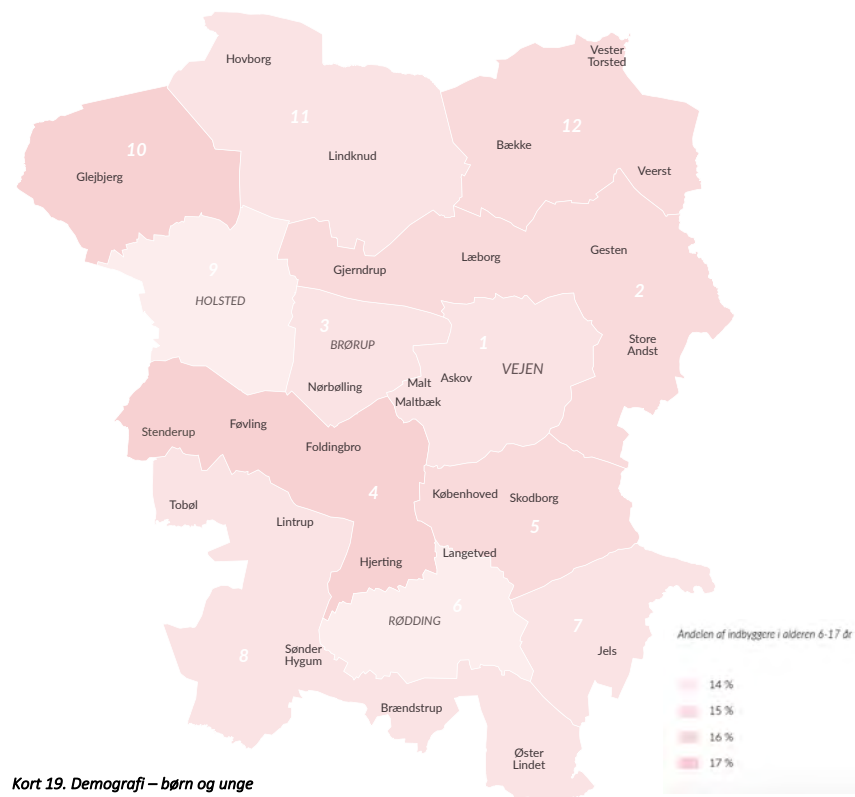 Vester
Torsted
Hovborg
11
12
Bække
10
Lindknud
Glejbjerg
Veerst
Gesten
Læborg
9
Gjerndrup
2
HOLSTED
3
1
Store
Andst
BRØRUP
VEJEN
Askov
Malt
Nørbølling
Maltbæk
Føvling
Stenderup
Foldingbro
4
Københoved
Skodborg
Tobøl
Lintrup
5
Langetved
Hjerting
6
RØDDING
7
Andelen af indbyggere i alderen 6-17 år
Jels
8
Sønder
Hygum
14 %
Brændstrup
15 %
16 %
Øster
Lindet
17 %
Kort 19. Demografi – børn og unge